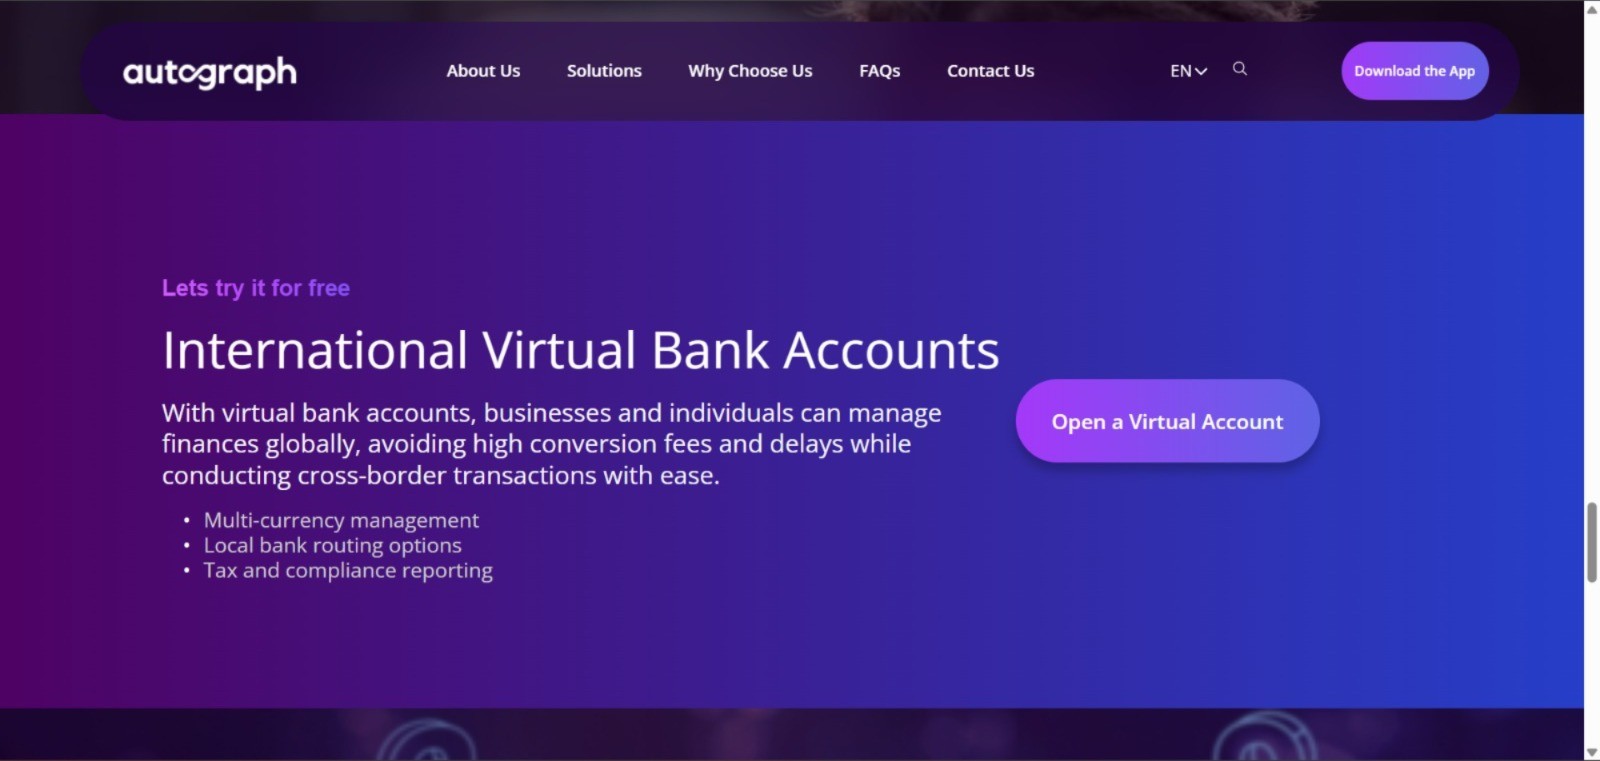 autograph
About Us
Solutions
Why Choose Us
FAQs
Contact Us
EN
Download the App
Lets try it for free
International Virtual Bank Accounts
With virtual bank accounts, businesses and individuals can manage
finances globally, avoiding high conversion fees and delays while
conducting cross-border transactions with ease.
• Multi-currency management
• Local bank routing options
• Tax and compliance reporting
Open a Virtual Account